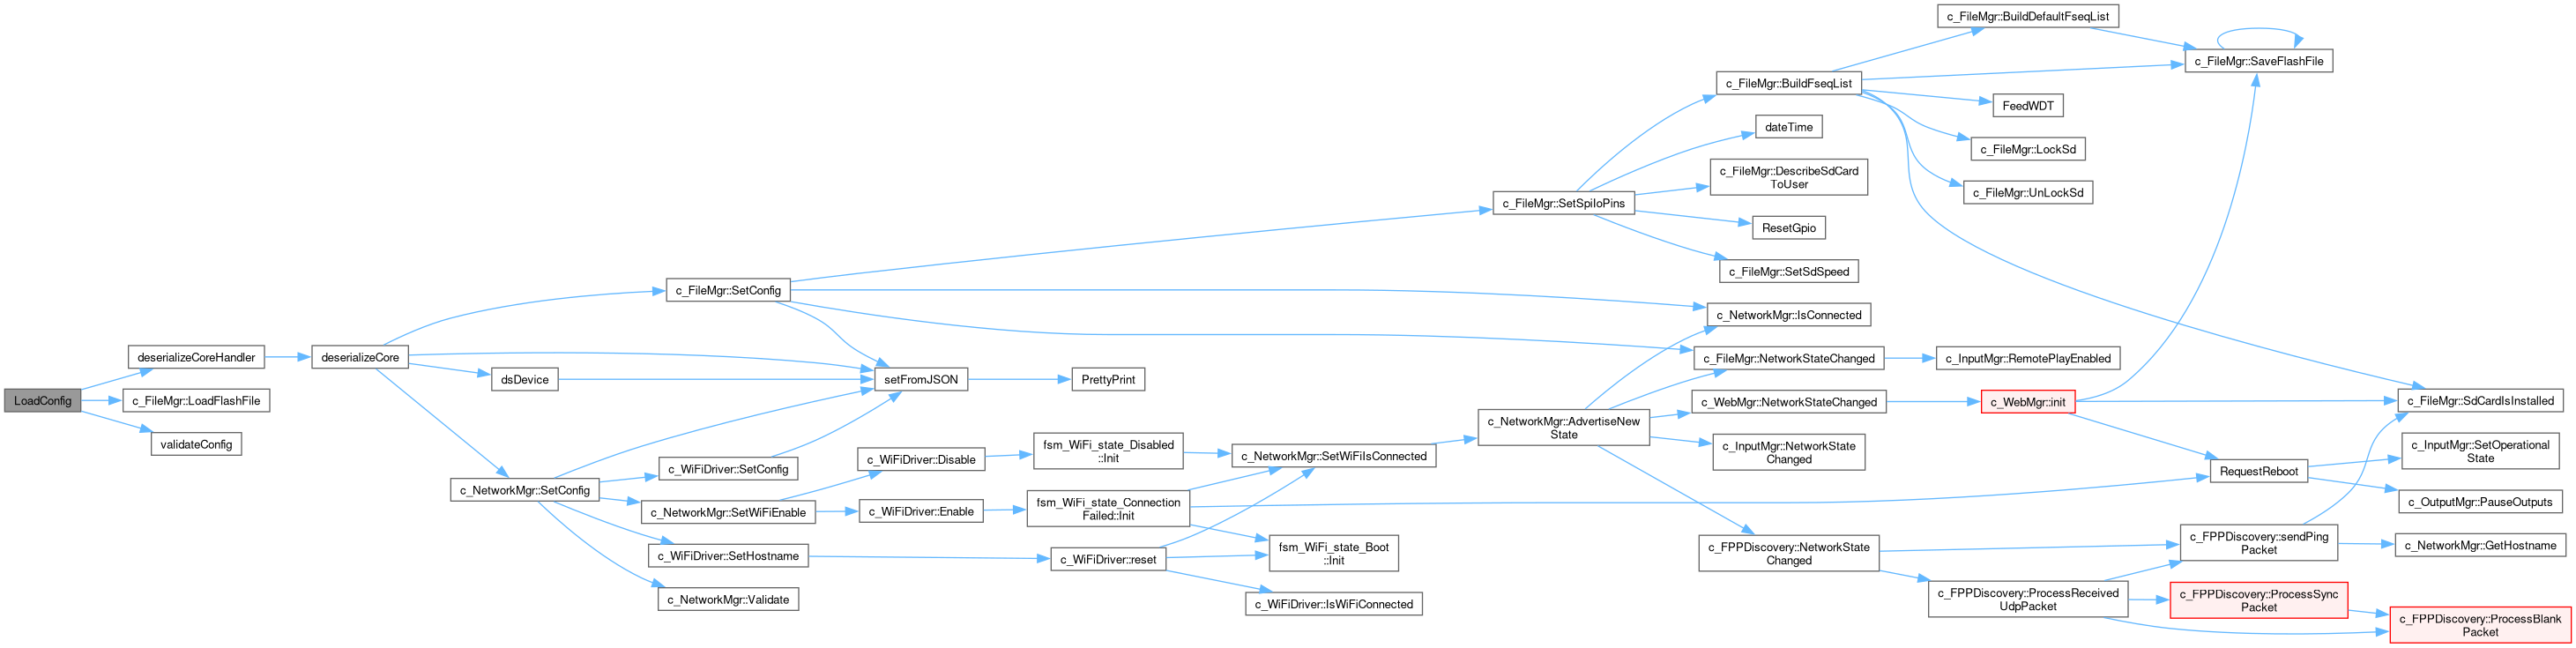 LoadConfig
deserializeCoreHandler
c_FileMgr::LoadFlashFile
validateConfig
deserializeCore
dsDevice
c_NetworkMgr::SetConfig
c_FileMgr::SetConfig
setFromJSON
c_WiFiDriver::SetConfig
c_NetworkMgr::SetWiFiEnable
c_WiFiDriver::SetHostname
c_NetworkMgr::Validate
PrettyPrint
c_WiFiDriver::Disable
c_WiFiDriver::Enable
fsm_WiFi_state_Disabled
::Init
fsm_WiFi_state_Connection
Failed::Init
c_WiFiDriver::reset
c_NetworkMgr::SetWiFiIsConnected
fsm_WiFi_state_Boot
::Init
c_WiFiDriver::IsWiFiConnected
c_FileMgr::SetSpiIoPins
c_NetworkMgr::AdvertiseNew
State
c_FileMgr::BuildFseqList
dateTime
c_FileMgr::DescribeSdCard
ToUser
ResetGpio
c_FileMgr::SetSdSpeed
c_NetworkMgr::IsConnected
c_FileMgr::NetworkStateChanged
c_WebMgr::NetworkStateChanged
c_InputMgr::NetworkState
Changed
c_FPPDiscovery::NetworkState
Changed
c_FileMgr::BuildDefaultFseqList
FeedWDT
c_FileMgr::LockSd
c_FileMgr::UnLockSd
c_InputMgr::RemotePlayEnabled
c_WebMgr::init
c_FPPDiscovery::ProcessReceived
UdpPacket
c_FileMgr::SaveFlashFile
RequestReboot
c_FPPDiscovery::sendPing
Packet
c_FPPDiscovery::ProcessSync
Packet
c_FileMgr::SdCardIsInstalled
c_InputMgr::SetOperational
State
c_OutputMgr::PauseOutputs
c_NetworkMgr::GetHostname
c_FPPDiscovery::ProcessBlank
Packet